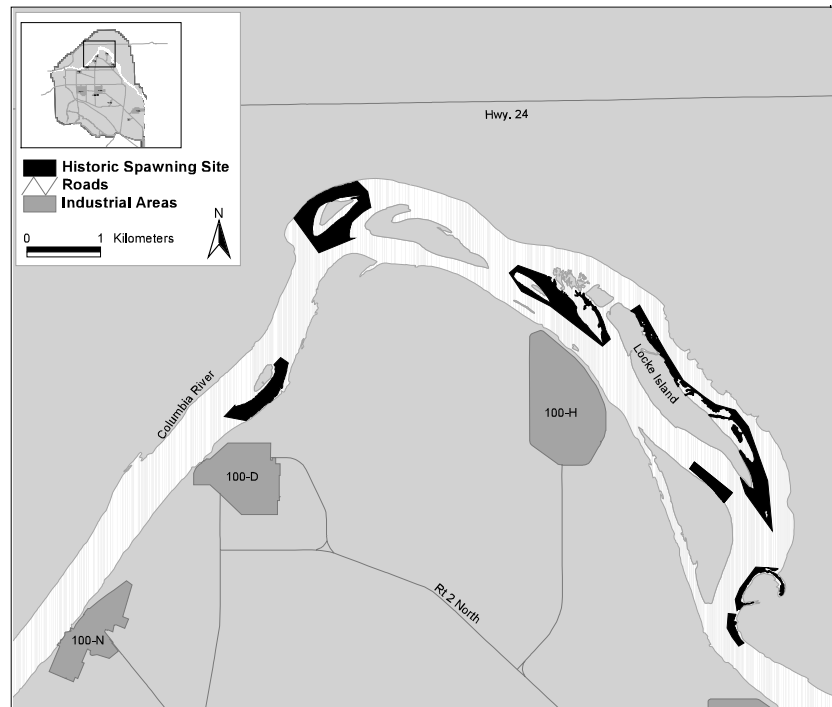 Historic Spawning Site
Roads
Industrial Areas
N
0 1 Kilometers
Hwy. 24
Columbia River
Locke Island
100-H
100-D
Rt 2 North
100-N